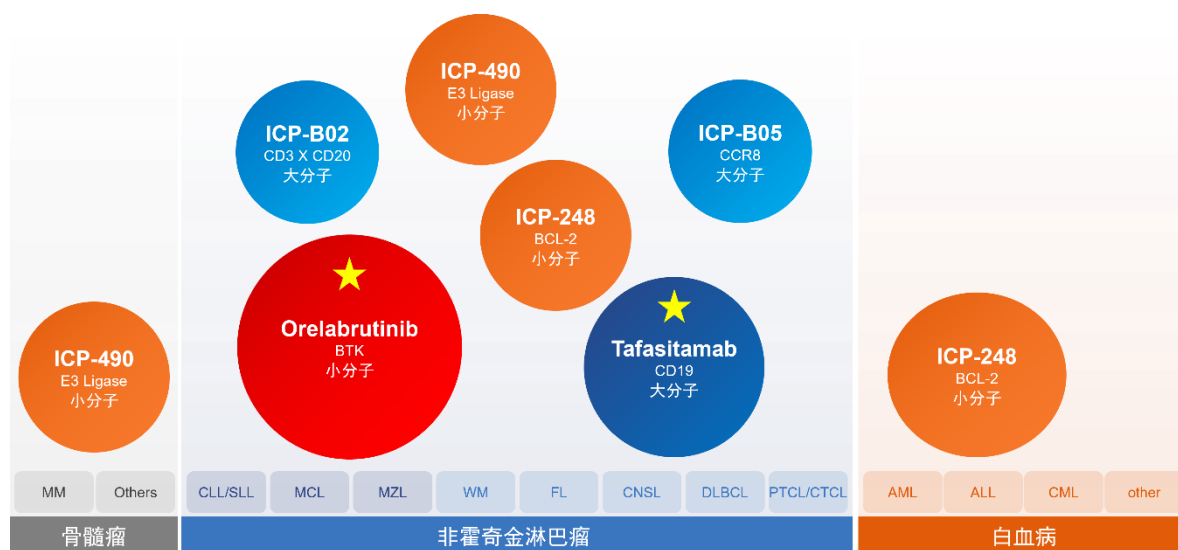 ICP-490
E3 Ligase
小分子
ICP-B02
CD3 X CD20
大分子
ICP-B05
CCR8
大分子
ICP-248
BCL-2
小分子
Orelabrutinib
BTK
小分子
Tafasitamab
CD19
大分子
ICP-490
E3 Ligase
小分子
ICP-248
BCL-2
小分子
MM
Others
CLL/SLL
MCL
MZL
WM
FL
CNSL
DLBCL
PTCL/CTCL
AML
ALL
CML
other
骨髓瘤
非霍奇金淋巴瘤
白血病